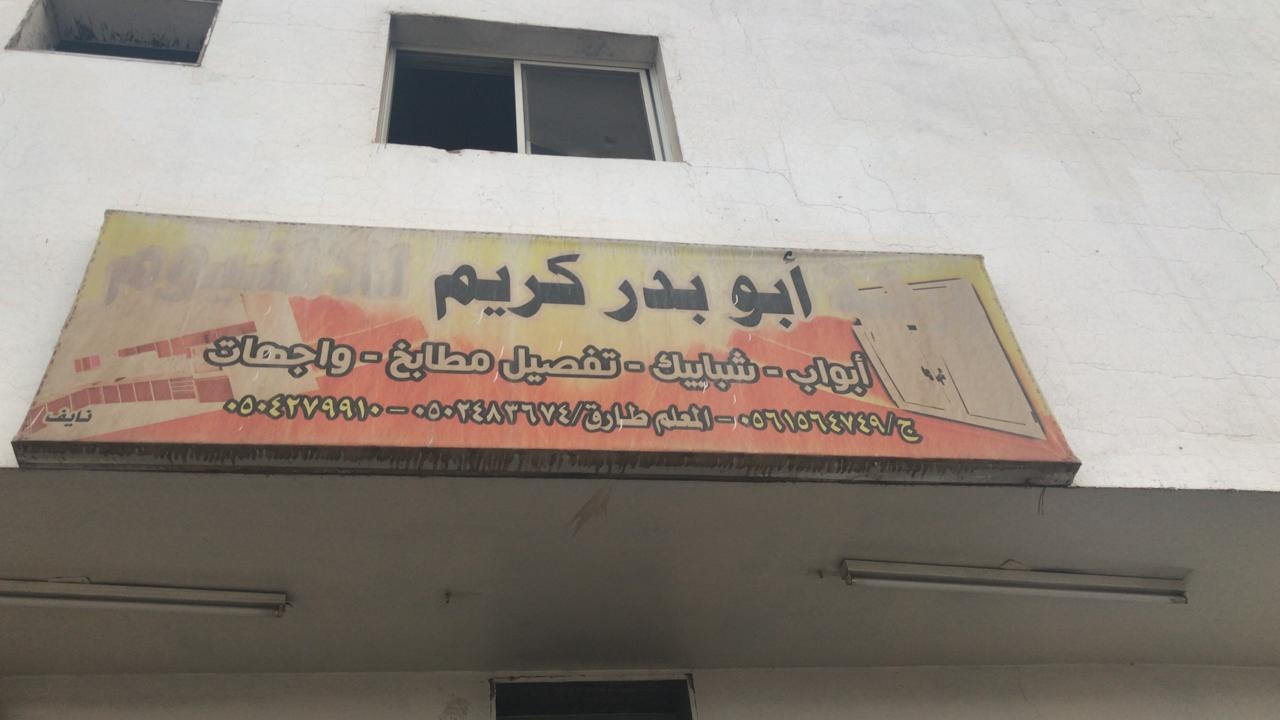 أبو بدر كريم
أبواب - شبابيك - تفصيل مطابخ - واجهات
ج/٠٥٦١٥٦٤٧٤٩ - المعلم طارق/٠٥٠٢٤٨٣٦٧٤ - ٠٥٠٤٢٧٩٩١٠
نايف